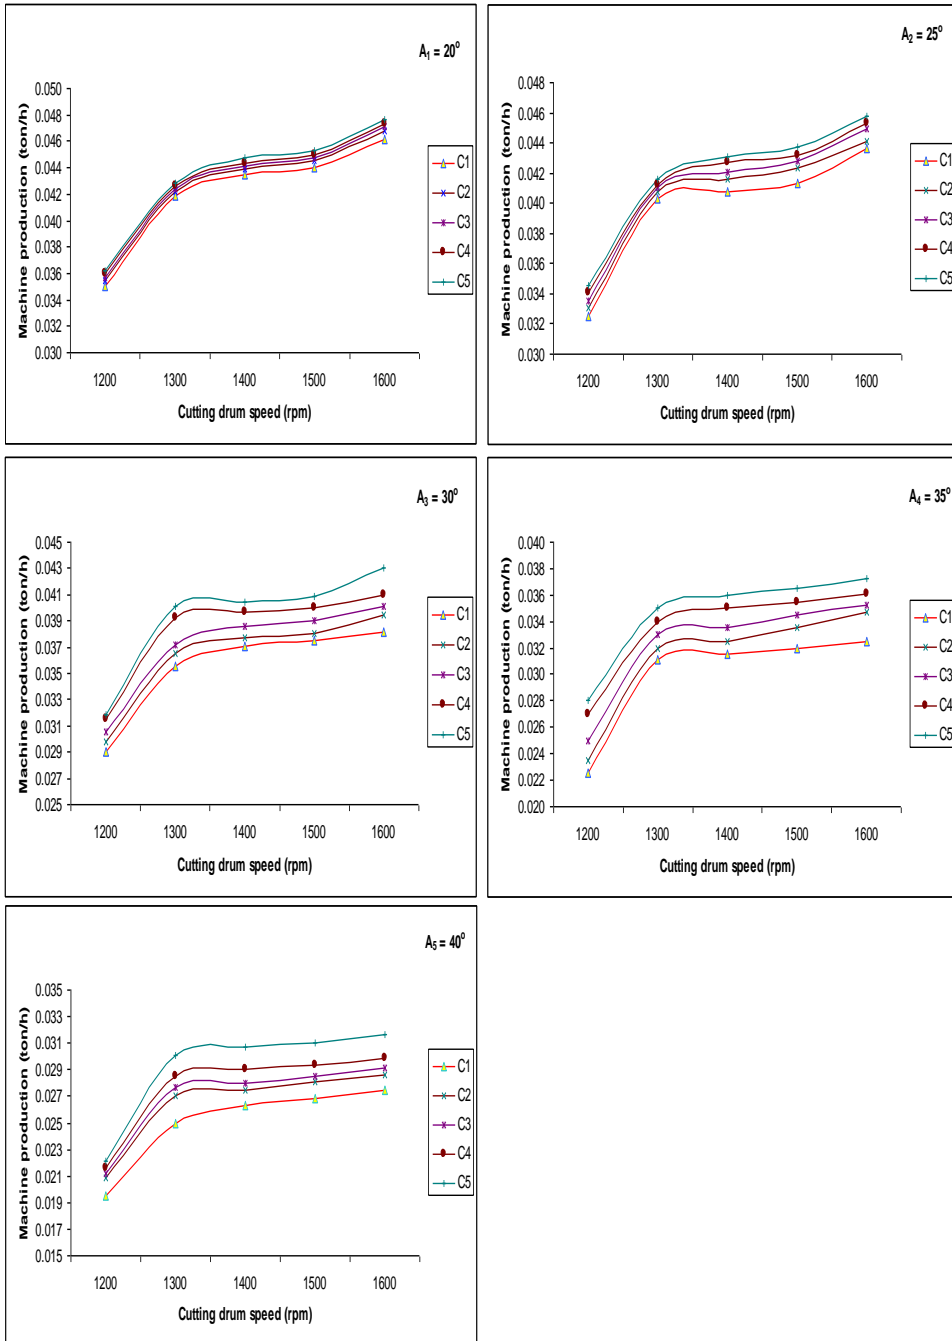 A1 = 20°
Machine production (ton/h)
0.050
0.048
0.046
0.044
0.042
0.040
0.038
0.036
0.034
0.032
0.030
1200 1300 1400 1500 1600
Cutting drum speed (rpm)
C1
C2
C3
C4
C5
A2 = 25°
Machine production (ton/h)
0.048
0.046
0.044
0.042
0.040
0.038
0.036
0.034
0.032
0.030
1200 1300 1400 1500 1600
Cutting drum speed (rpm)
C1
C2
C3
C4
C5
A3 = 30°
Machine production (ton/h)
0.045
0.043
0.041
0.039
0.037
0.035
0.033
0.031
0.029
0.027
0.025
1200 1300 1400 1500 1600
Cutting drum speed (rpm)
C1
C2
C3
C4
C5
A4 = 35°
Machine production (ton/h)
0.040
0.038
0.036
0.034
0.032
0.030
0.028
0.026
0.024
0.022
0.020
1200 1300 1400 1500 1600
Cutting drum speed (rpm)
C1
C2
C3
C4
C5
A5 = 40°
Machine production (ton/h)
0.035
0.033
0.031
0.029
0.027
0.025
0.023
0.021
0.019
0.017
0.015
1200 1300 1400 1500 1600
Cutting drum speed (rpm)
C1
C2
C3
C4
C5